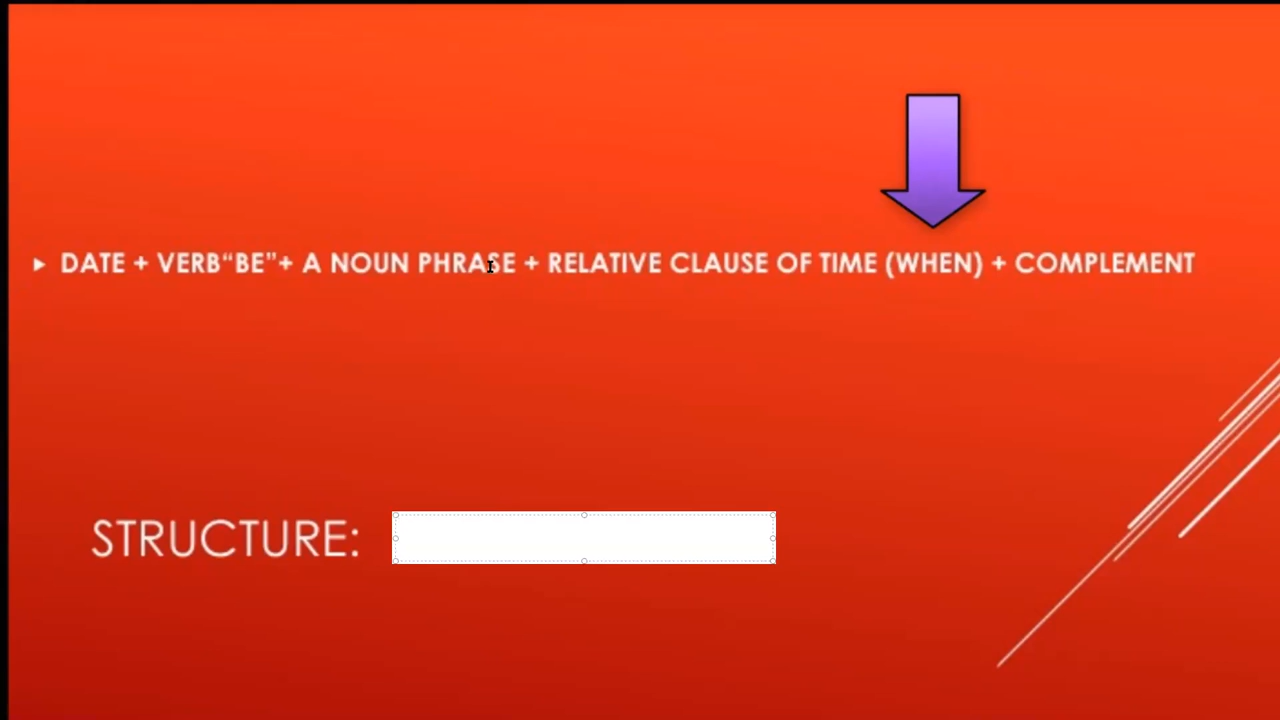 DATE + VERB“BE”+ A NOUN PHRASE + RELATIVE CLAUSE OF TIME (WHEN) + COMPLEMENT
STRUCTURE: